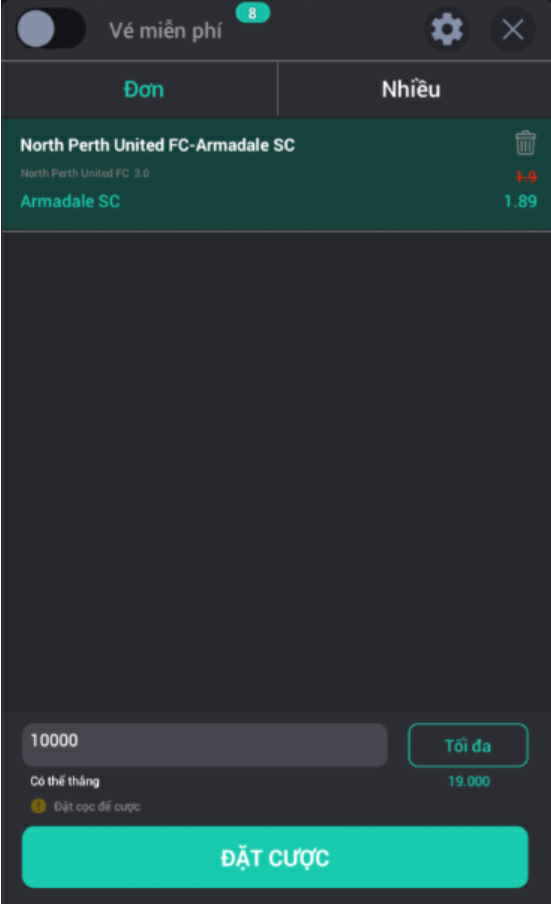 Vé miễn phí 8
Đơn Nhiều
North Perth United FC-Armadale SC
North Perth United FC 3.0 1.9
Armadale SC 1.89
10000 Tối đa
Có thể thắng 19.000
Đặt cọc để cược
ĐẶT CƯỢC